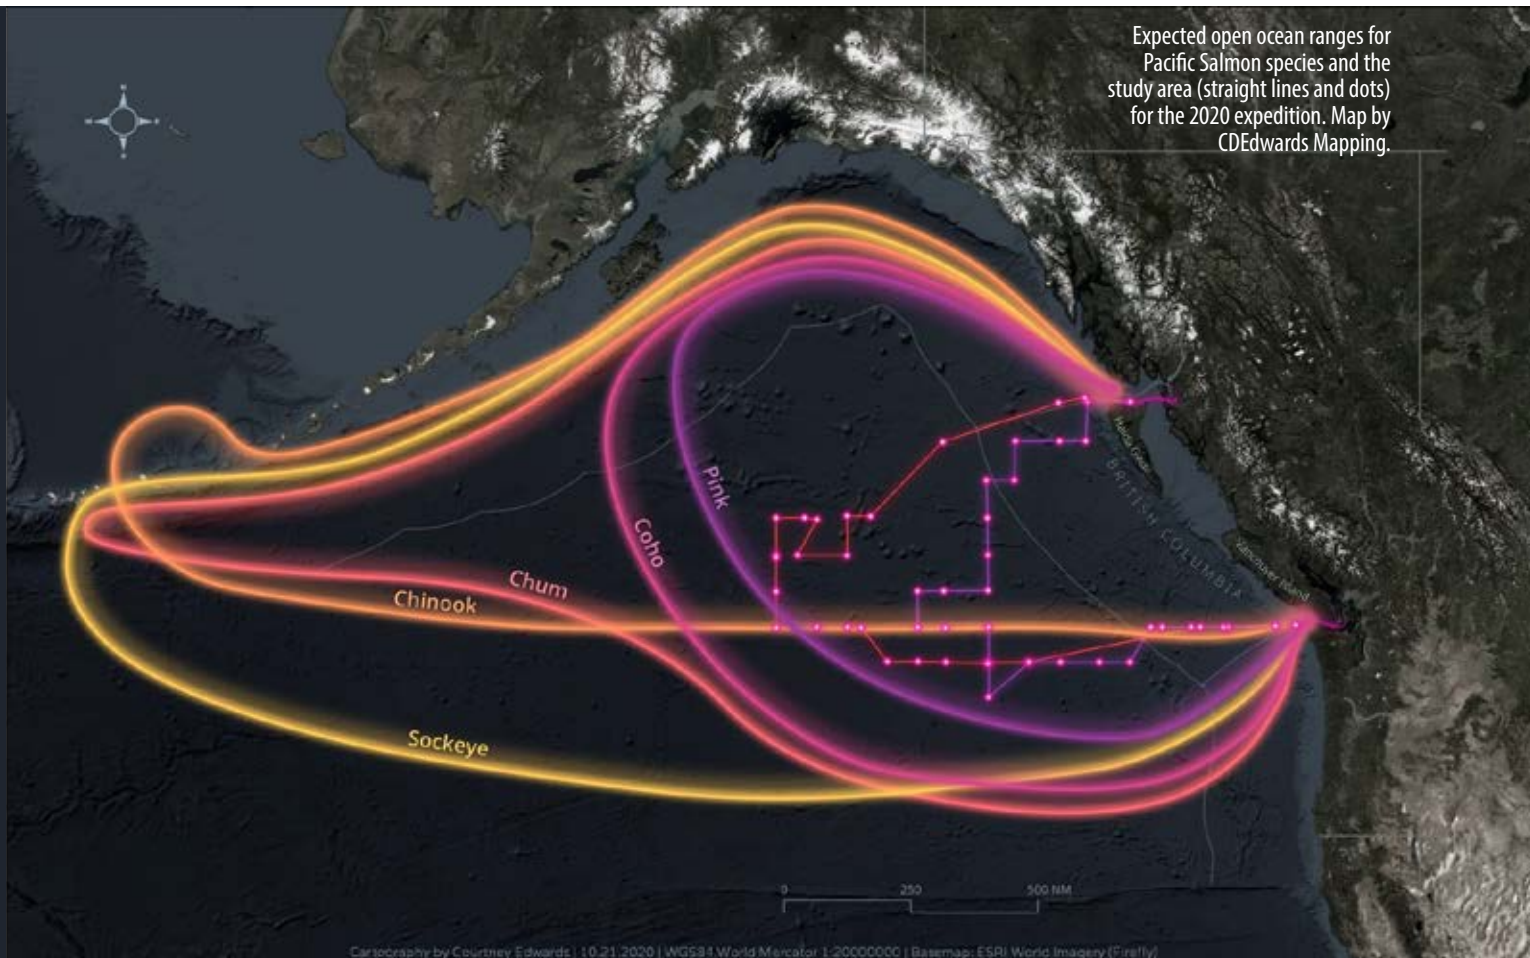 Expected open ocean ranges for
Pacific Salmon species and the
study area (straight lines and dots)
for the 2020 expedition. Map by
CDEdwards Mapping.
Pink
Coho
Chum
Chinook
Sockeye
BRITISH COLUMBIA
Vancouver Island
0 250 500 NM
Cartography by Courtney Edwards | 10.21.2020 | WGS84 World Mercator 1:20000000 | Basemap: ESRI World Imagery (Firefly)